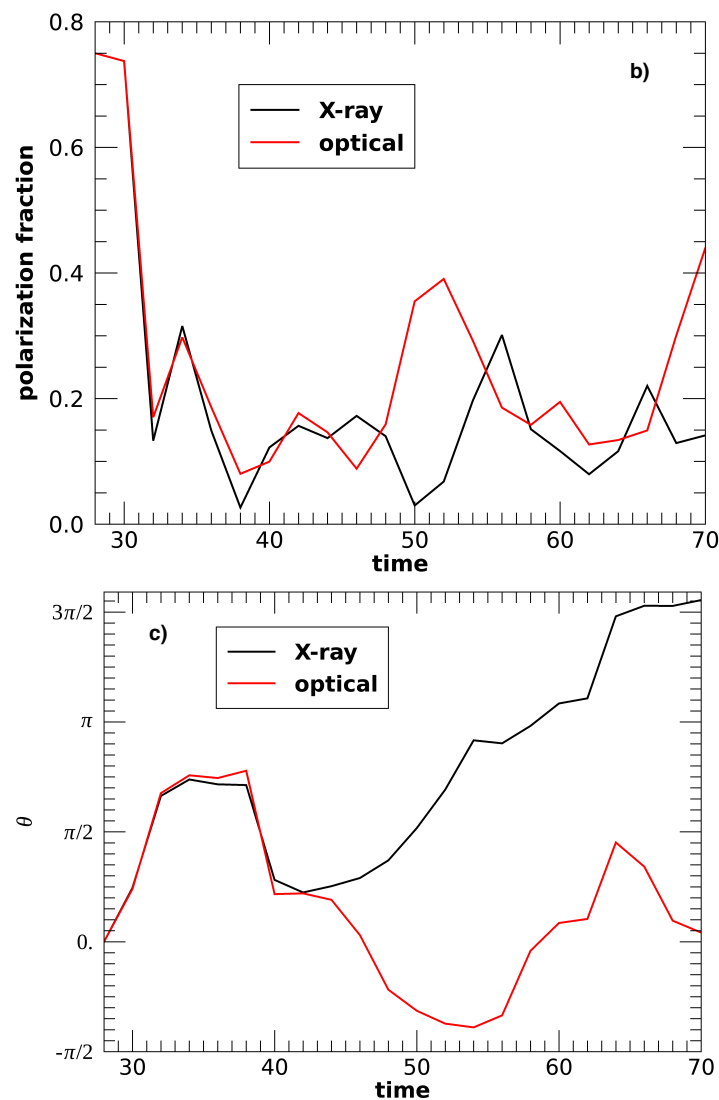 0.8
b)
X-ray
optical
0.6
polarization fraction
0.4
0.2
0.0
30 40 50 60 70
time
3π/2
c)
X-ray
optical
π
θ
π/2
0.
-π/2
30 40 50 60 70
time